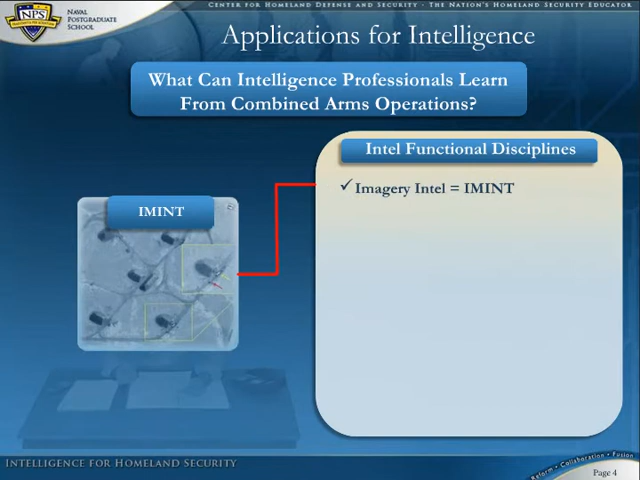 Center for Homeland Defense and Security - The Nation's Homeland Security Educator
NPS
Naval
Postgraduate
School
Applications for Intelligence
What Can Intelligence Professionals Learn
From Combined Arms Operations?
Intel Functional Disciplines
✓Imagery Intel = IMINT
IMINT
Intelligence for Homeland Security
Reform • Collaboration • Fusion
Page 4